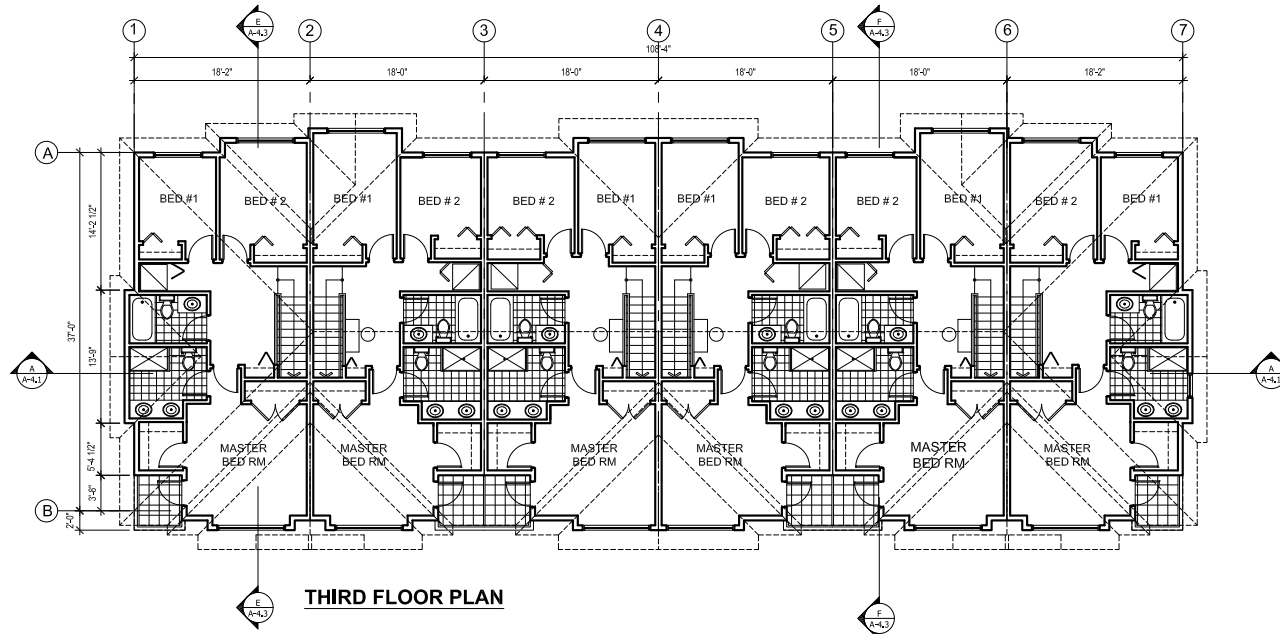 1
E
A-4.3
2
3
4
5
F
A-4.3
6
7
108'-4"
18'-2"
18'-0"
18'-0"
18'-0"
18'-0"
18'-2"
A
14'-2 1/2"
BED #1
BED # 2
BED #1
BED # 2
BED # 2
BED #1
BED #1
BED # 2
BED # 2
BED #1
BED # 2
BED #1
37'-0"
13'-9"
A
A-4.1
A
A-4.1
5'-4 1/2"
MASTER
BED RM
MASTER
BED RM
MASTER
BED RM
MASTER
BED RM
MASTER
BED RM
MASTER
BED RM
3'-8"
B
2'-0"
E
A-4.3
THIRD FLOOR PLAN
F
A-4.3